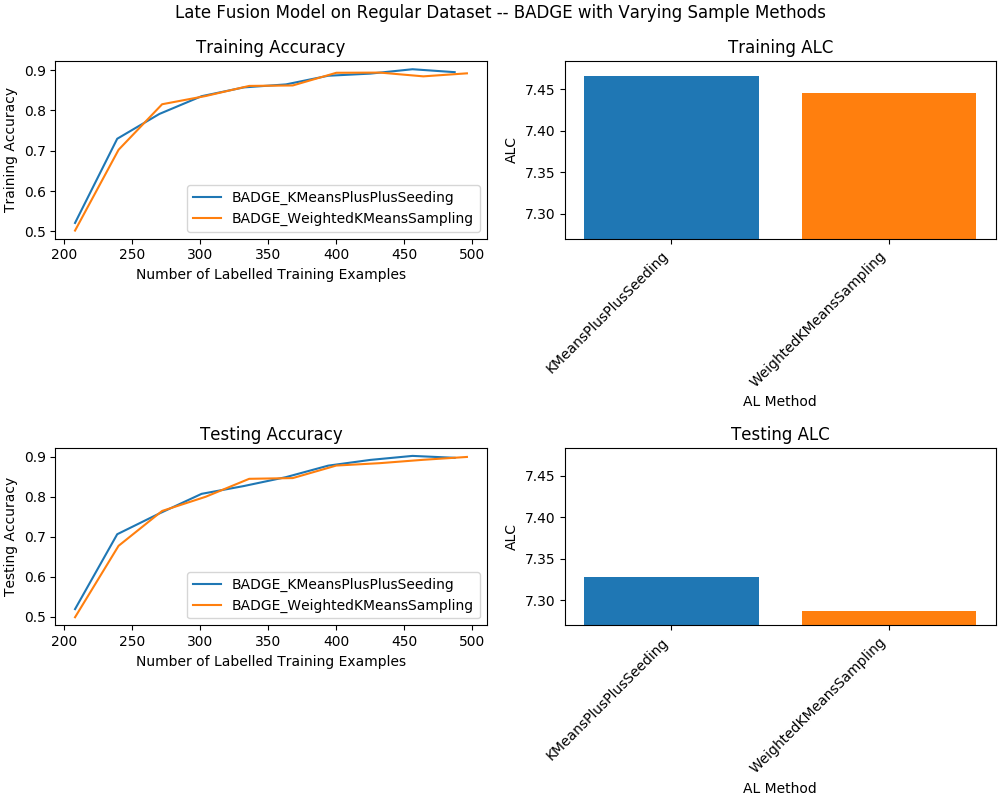 Late Fusion Model on Regular Dataset -- BADGE with Varying Sample Methods
Training Accuracy
Training Accuracy
0.9
0.8
0.7
0.6
0.5
200 250 300 350 400 450 500
Number of Labelled Training Examples
BADGE_KMeansPlusPlusSeeding
BADGE_WeightedKMeansSampling
Training ALC
ALC
7.45
7.40
7.35
7.30
KMeansPlusPlusSeeding
WeightedKMeansSampling
AL Method
Testing Accuracy
Testing Accuracy
0.9
0.8
0.7
0.6
0.5
200 250 300 350 400 450 500
Number of Labelled Training Examples
BADGE_KMeansPlusPlusSeeding
BADGE_WeightedKMeansSampling
Testing ALC
ALC
7.45
7.40
7.35
7.30
KMeansPlusPlusSeeding
WeightedKMeansSampling
AL Method